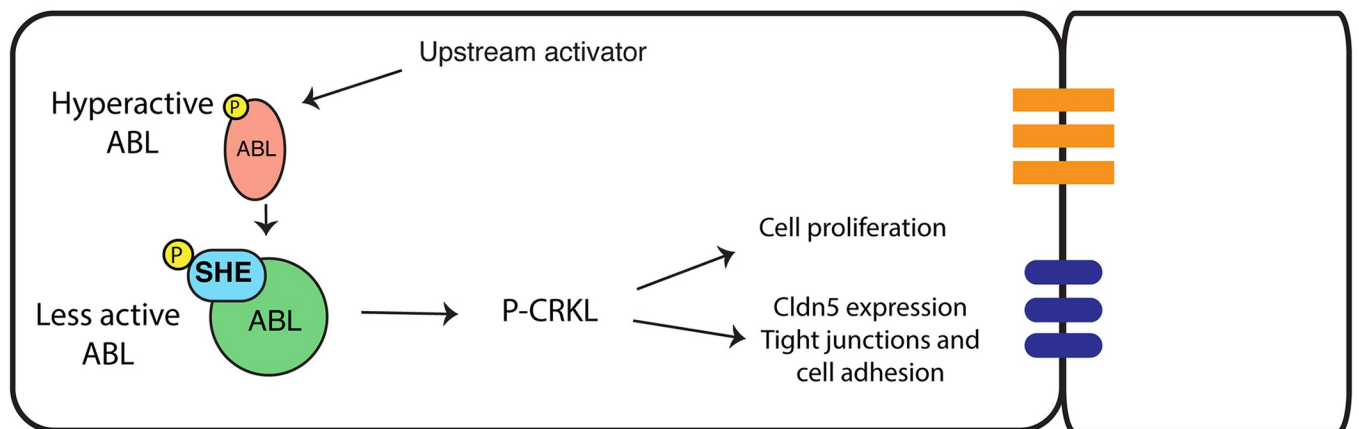 Upstream activator
Hyperactive
ABL
P
ABL
P
SHE
ABL
Less active
ABL
P-CRKL
Cell proliferation
Cldn5 expression
Tight junctions and
cell adhesion